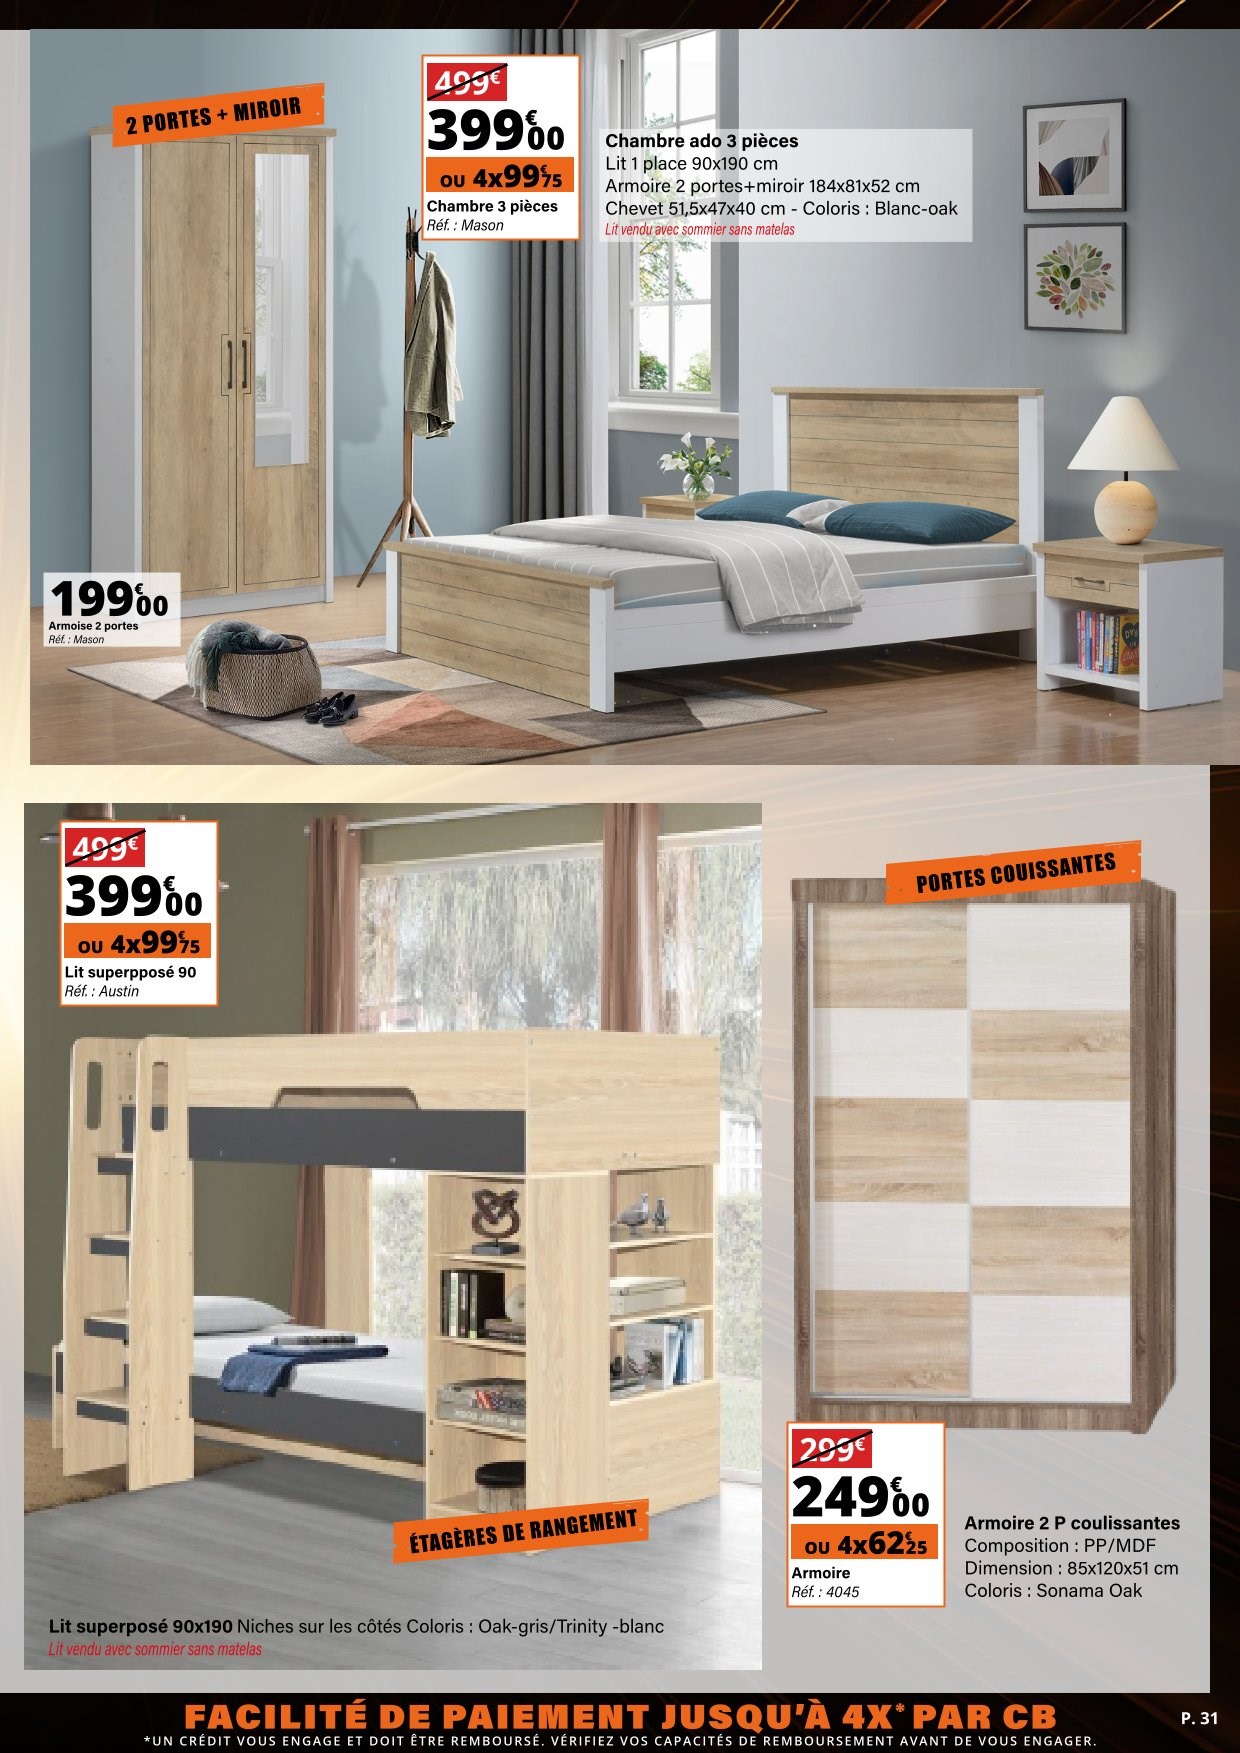 2 PORTES + MIROIR
499€
399€00
OU 4x99€75
Chambre 3 pièces
Réf. : Mason
Chambre ado 3 pièces
Lit 1 place 90x190 cm
Armoire 2 portes+miroir 184x81x52 cm
Chevet 51,5x47x40 cm - Coloris : Blanc-oak
Lit vendu avec sommier sans matelas
199€00
Armoise 2 portes
Réf. : Mason
499€
399€00
OU 4x99€75
Lit superpposé 90
Réf. : Austin
PORTES COUISSANTES
ÉTAGÈRES DE RANGEMENT
Lit superposé 90x190 Niches sur les côtés Coloris : Oak-gris/Trinity -blanc
Lit vendu avec sommier sans matelas
299€
249€00
OU 4x62€25
Armoire
Réf. : 4045
Armoire 2 P coulissantes
Composition : PP/MDF
Dimension : 85x120x51 cm
Coloris : Sonama Oak
FACILITÉ DE PAIEMENT JUSQU'À 4X* PAR CB
*UN CRÉDIT VOUS ENGAGE ET DOIT ÊTRE REMBOURSÉ. VÉRIFIEZ VOS CAPACITÉS DE REMBOURSEMENT AVANT DE VOUS ENGAGER.
P. 31